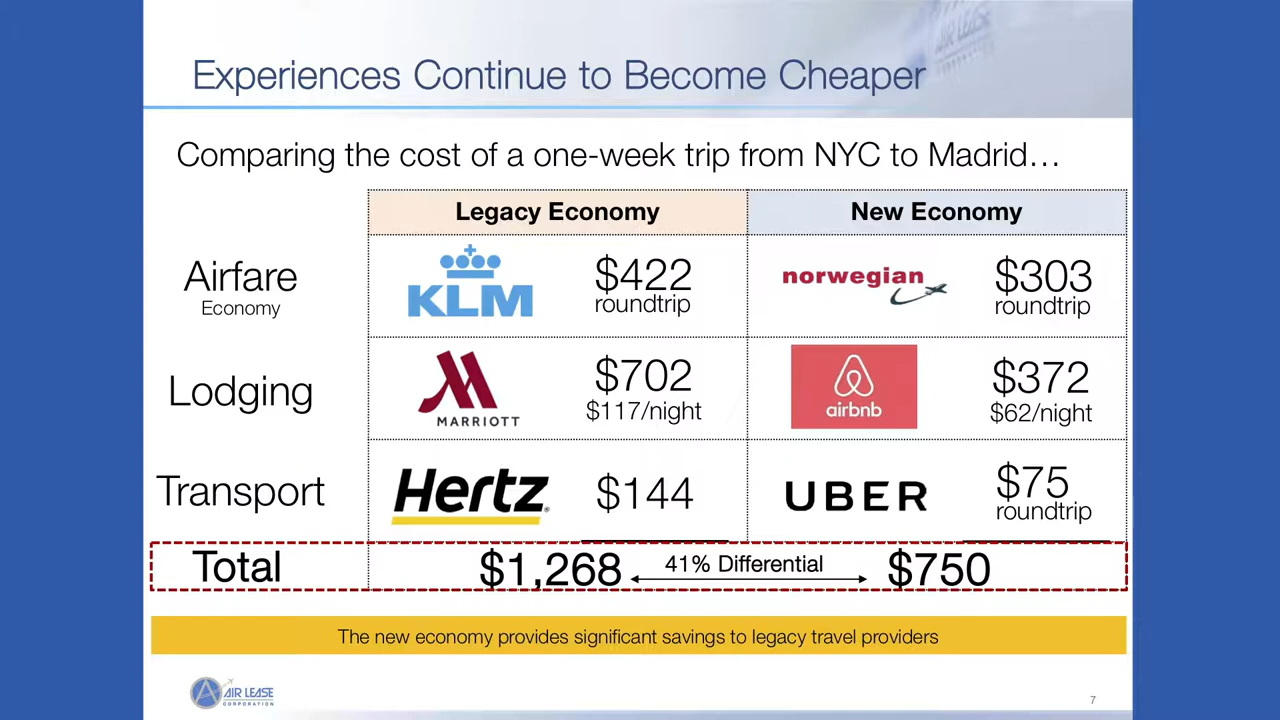 AIR LEASE
Experiences Continue to Become Cheaper
Comparing the cost of a one-week trip from NYC to Madrid…
Legacy Economy
New Economy
Airfare
Economy
KLM
$422
roundtrip
norwegian
$303
roundtrip
Lodging
MARRIOTT
$702
$117/night
airbnb
$372
$62/night
Transport
Hertz
$144
UBER
$75
roundtrip
Total
$1,268
41% Differential
$750
The new economy provides significant savings to legacy travel providers
AIR LEASE
CORPORATION
7